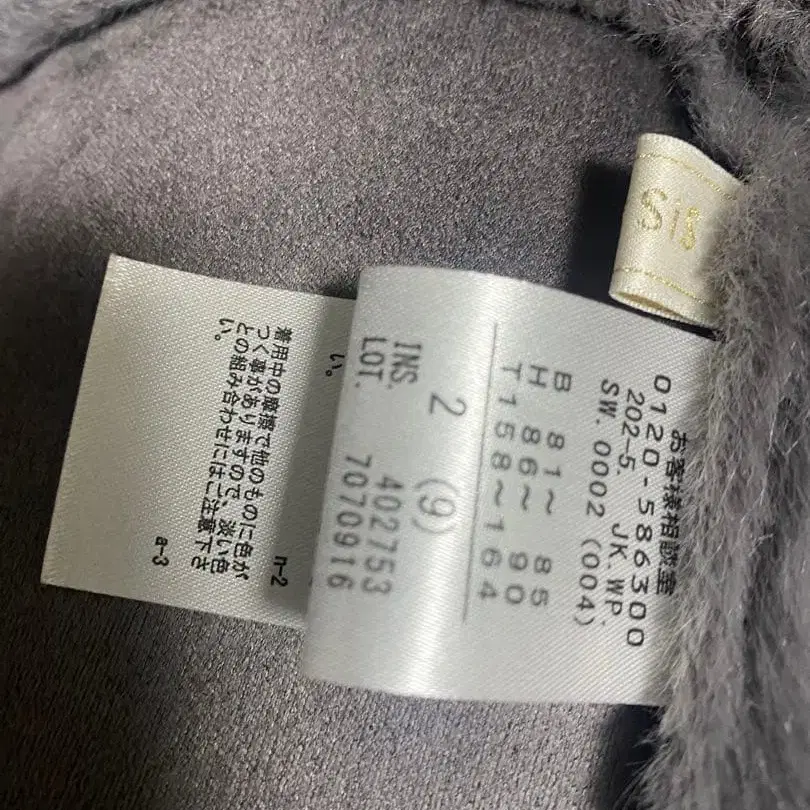 Sis
お客様相談室
0120-586300
202-5. JK.WP.
SW.0002 (004)
B 81～ 85
H 86～ 90
T158～164
2 (9)
INS. 402753
LOT. 7070916
い。
n-2
着用中の摩擦で他のものに色が
つく事がありますので、淡い色
との組み合わせにはご注意下さ
い。
a-3